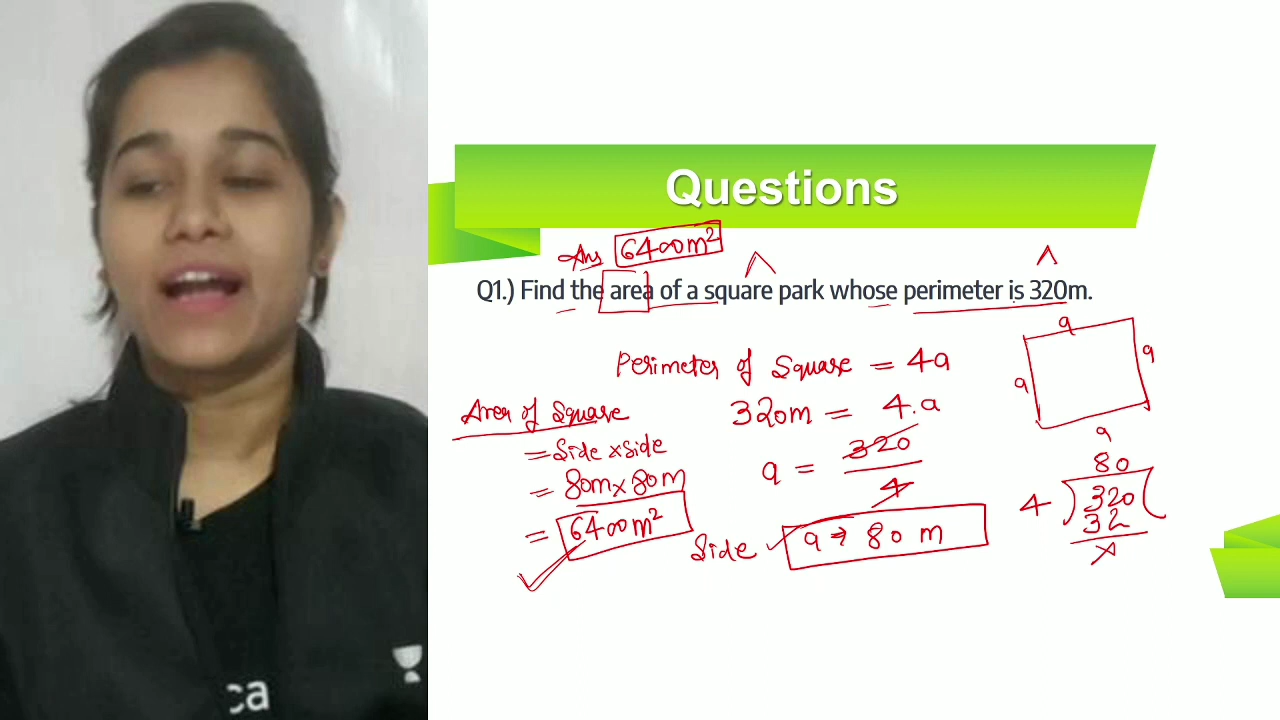 Questions
Ans 6400m²
Q1.) Find the area of a square park whose perimeter is 320m.
Perimeter of Square = 4a
320m = 4.a
a = 320/4
Side a → 80 m
Area of Square
= Side × Side
= 80m × 80m
= 6400m²
a
a
a
a
80
4 ) 320 (
32
×
ca